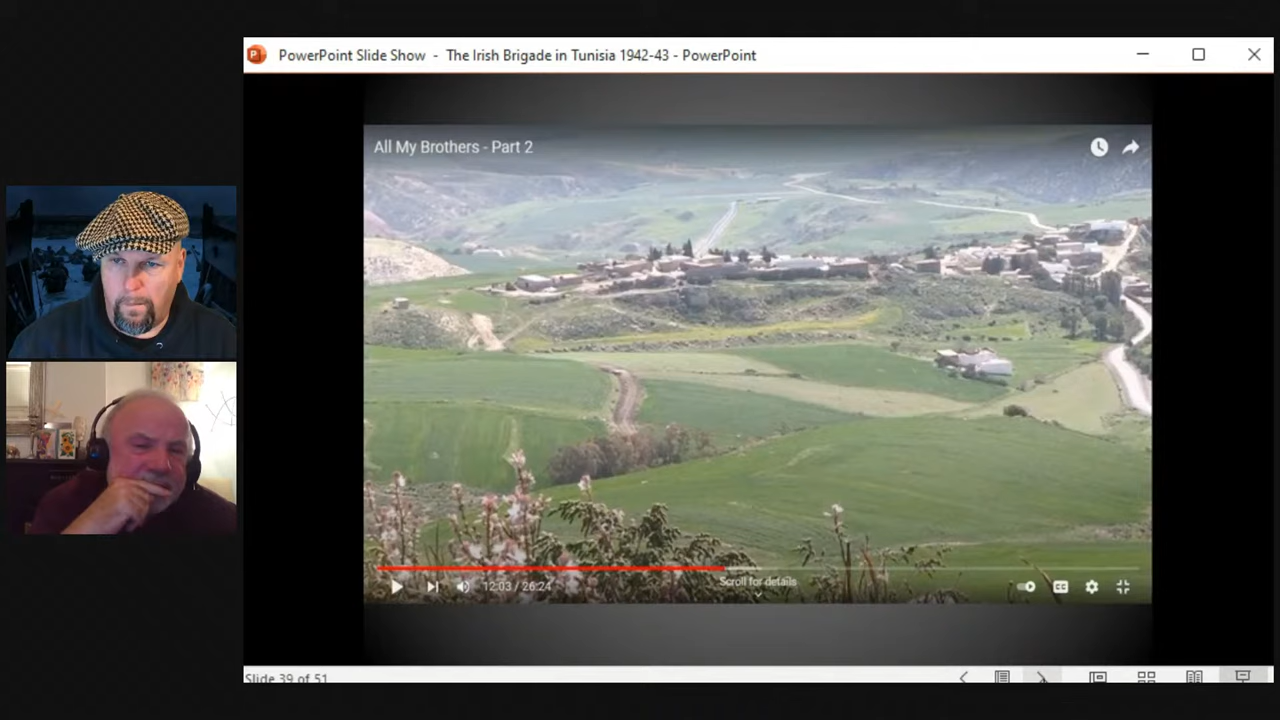 PowerPoint Slide Show - The Irish Brigade in Tunisia 1942-43 - PowerPoint
All My Brothers - Part 2
12:03 / 26:24
Scroll for details
CC
Slide 39 of 51